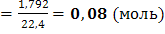 = 1,792 / 22,4 = 0,08 (моль)